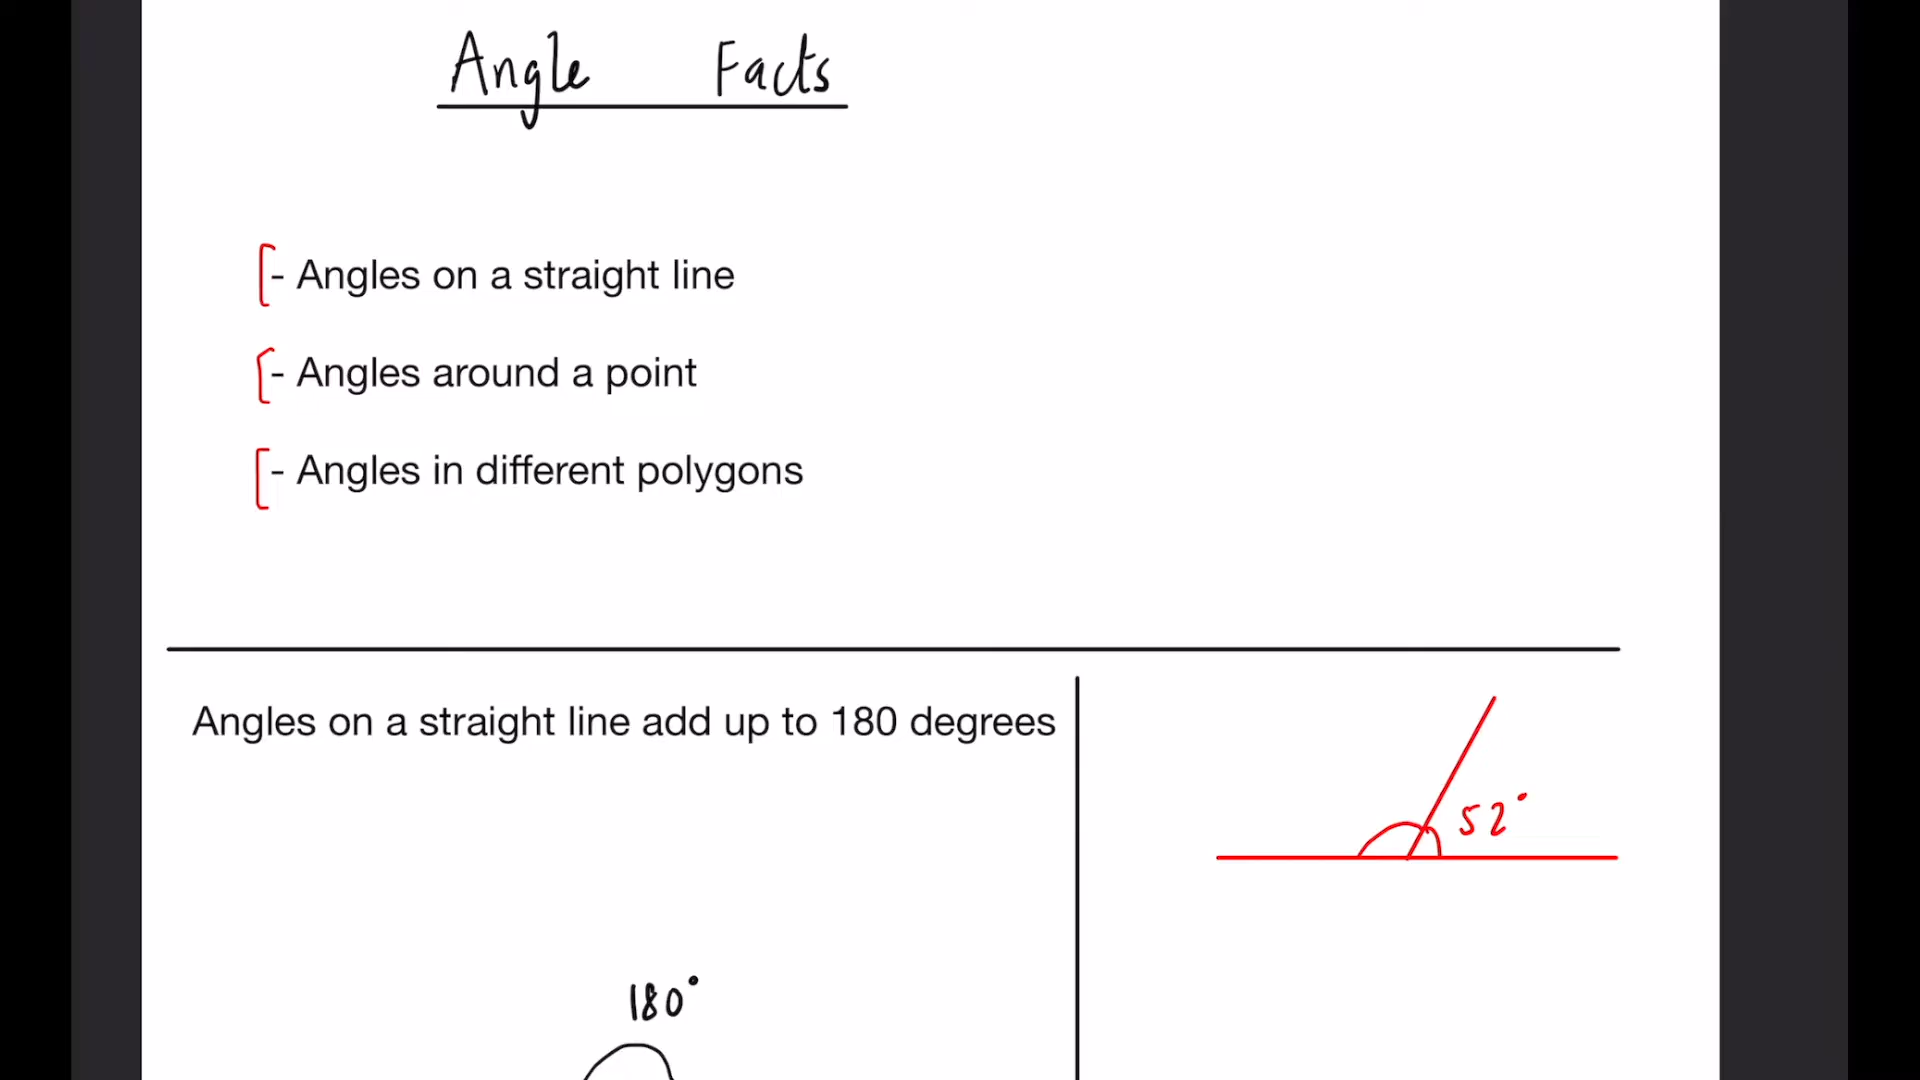 Angle Facts
- Angles on a straight line
- Angles around a point
- Angles in different polygons
Angles on a straight line add up to 180 degrees
52°
180°